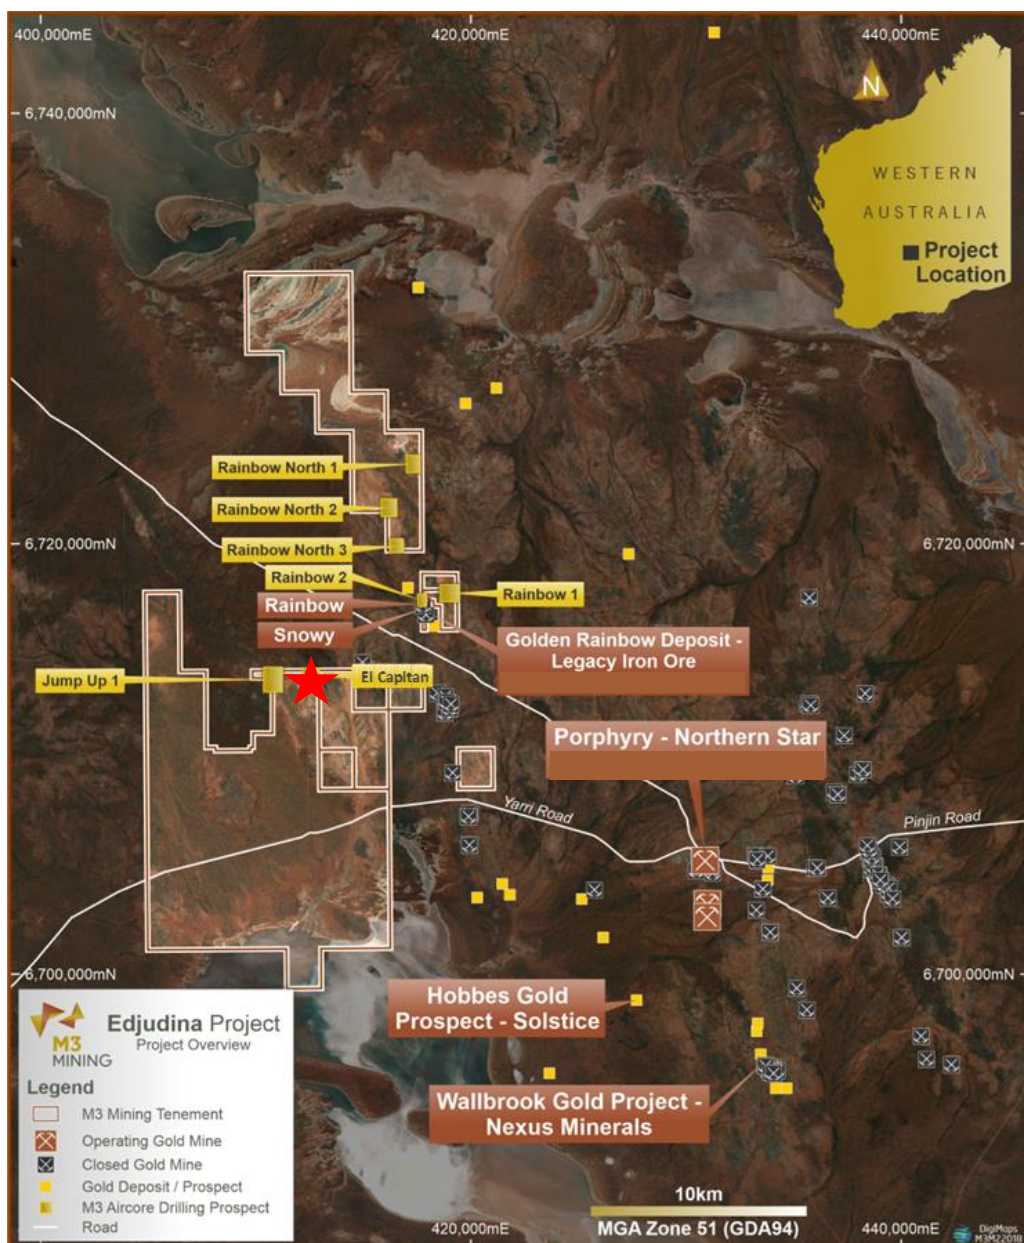 400,000mE
420,000mE
440,000mE
N
6,740,000mN
WESTERN
AUSTRALIA
Project
Location
Rainbow North 1
Rainbow North 2
6,720,000mN
6,720,000mN
Rainbow North 3
Rainbow 2
Rainbow 1
Rainbow
Snowy
Golden Rainbow Deposit -
Legacy Iron Ore
Jump Up 1
El Capitan
Porphyry - Northern Star
Yarri Road
Pinjin Road
6,700,000mN
6,700,000mN
Hobbes Gold
Prospect - Solstice
Wallbrook Gold Project -
Nexus Minerals
M3
MINING
Edjudina Project
Project Overview
Legend
M3 Mining Tenement
Operating Gold Mine
Closed Gold Mine
Gold Deposit / Prospect
M3 Aircore Drilling Prospect
Road
10km
MGA Zone 51 (GDA94)
420,000mE
440,000mE
DigiMaps
M3M22018